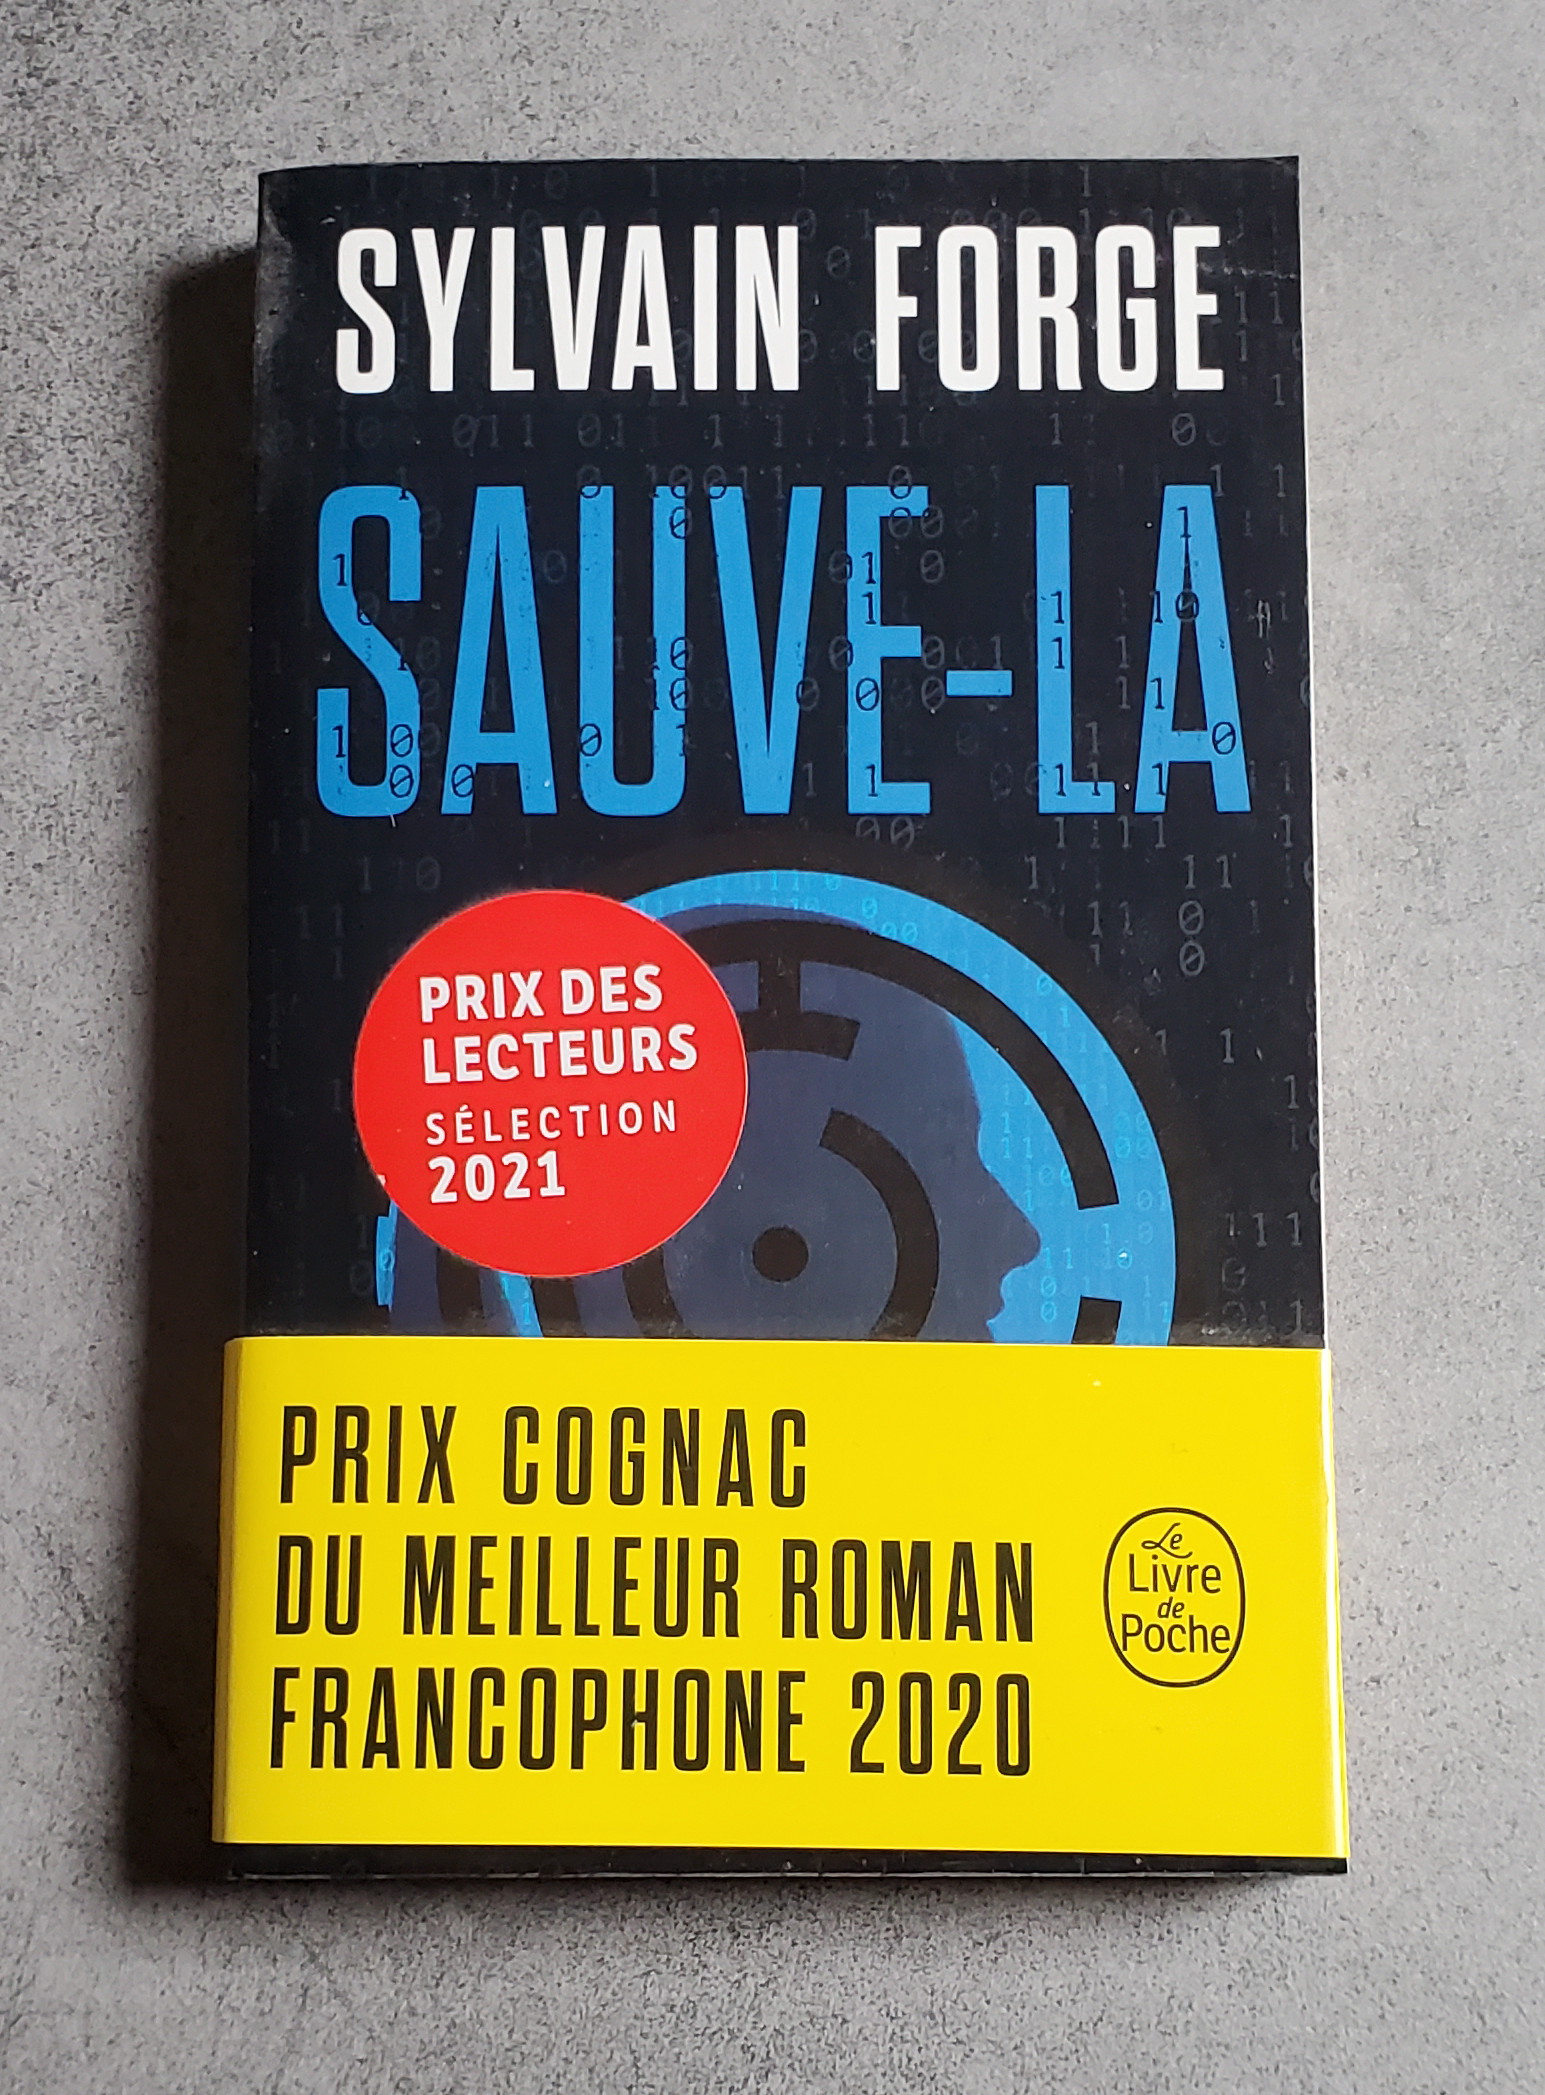 SYLVAIN FORGE
SAUVE-LA
PRIX DES
LECTEURS
SÉLECTION
2021
PRIX COGNAC
DU MEILLEUR ROMAN
FRANCOPHONE 2020
Le
Livre
de
Poche